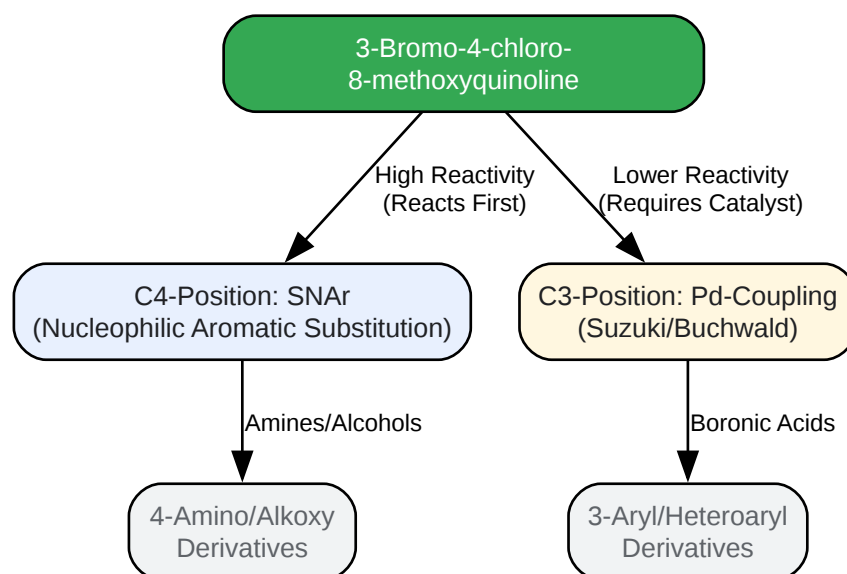 3-Bromo-4-chloro-
8-methoxyquinoline
High Reactivity
(Reacts First)
Lower Reactivity
(Requires Catalyst)
C4-Position: SNAr
(Nucleophilic Aromatic Substitution)
C3-Position: Pd-Coupling
(Suzuki/Buchwald)
Amines/Alcohols
Boronic Acids
4-Amino/Alkoxy
Derivatives
3-Aryl/Heteroaryl
Derivatives